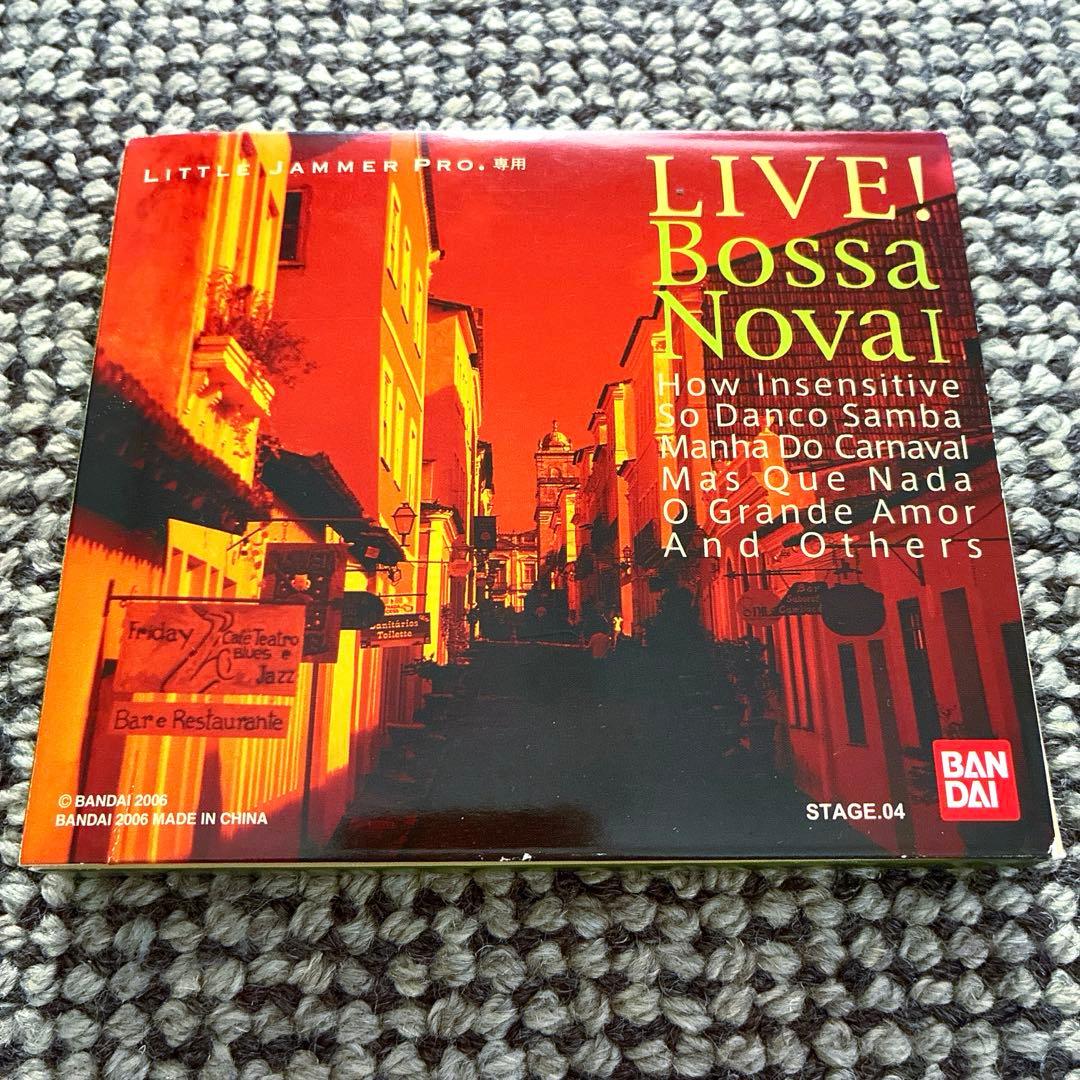 LITTLE JAMMER PRO. 専用
LIVE!
Bossa
Nova I
How Insensitive
So Danco Samba
Manhã Do Carnaval
Mas Que Nada
O Grande Amor
And Others
Friday
Café Teatro
Blues e
Jazz
Bar e Restaurante
Sanitários
Toilette
Bar
© BANDAI 2006
BANDAI 2006 MADE IN CHINA
STAGE.04
BAN
DAI